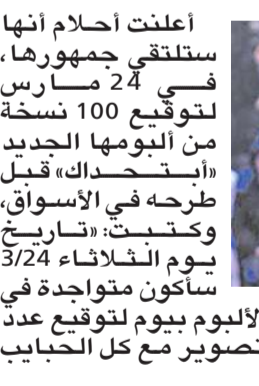 أعلنت أحلام أنها
ستلتقي جمهورها،
في 24 مارس
لتوقيع 100 نسخة
من ألبومها الجديد
«أبتحداك» قبل
طرحه في الأسواق،
وكتبت: «تاريخ
يوم الثلاثاء 3/24
سأكون متواجدة في
لألبوم بيوم لتوقيع عدد
تصوير مع كل الحبايب